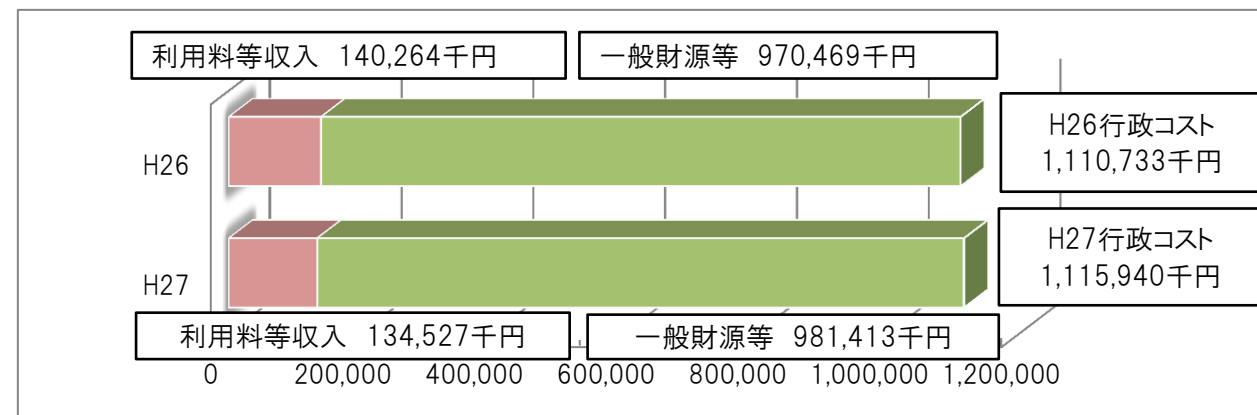 利用料等収入 140,264千円
一般財源等 970,469千円
H26行政コスト
1,110,733千円
H26
H27行政コスト
1,115,940千円
H27
利用料等収入 134,527千円
一般財源等 981,413千円
0 200,000 400,000 600,000 800,000 1,000,000 1,200,000